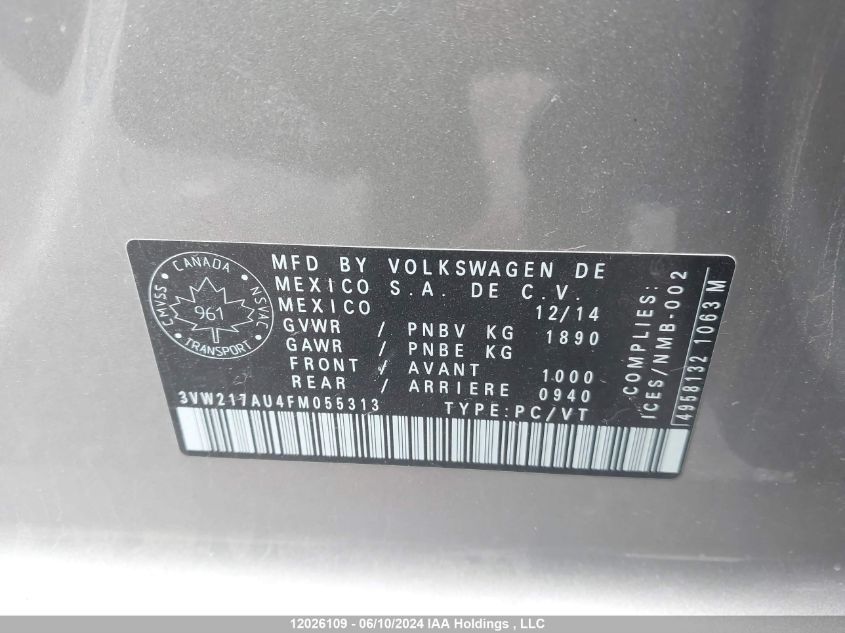 CANADA
CMVSS
NSVAC
961
TRANSPORT
MFD BY VOLKSWAGEN DE
MEXICO S.A. DE C.V.
MEXICO 12/14
GVWR / PNBV KG 1890
GAWR / PNBE KG
FRONT / AVANT 1000
REAR / ARRIERE 0940
3VW217AU4FM055313 TYPE:PC/VT
COMPLIES:
ICES/NMB-002
4958132 1063 M
12026109 - 06/10/2024 IAA Holdings , LLC